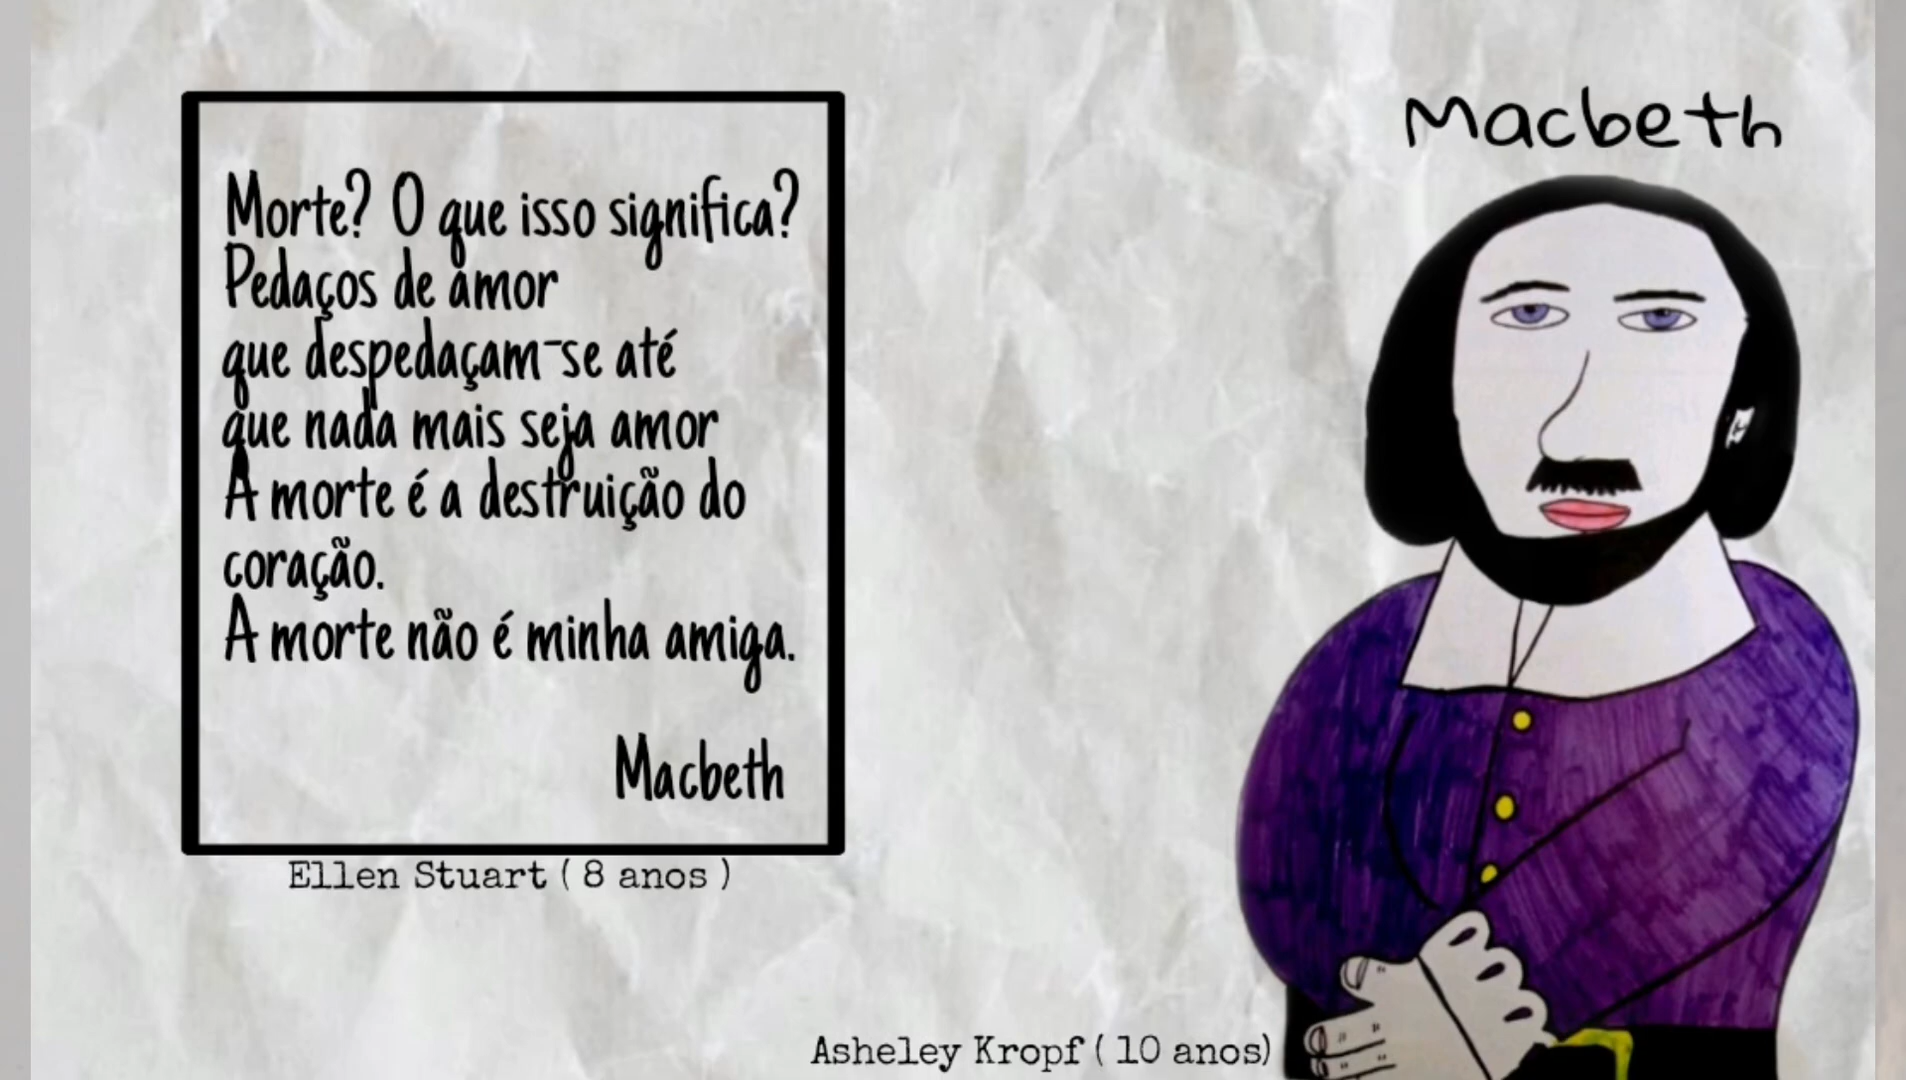 Macbeth
Morte? O que isso significa?
Pedaços de amor
que despedaçam-se até
que nada mais seja amor
A morte é a destruição do
coração.
A morte não é minha amiga.
Macbeth
Ellen Stuart ( 8 anos )
Asheley Kropf ( 10 anos)